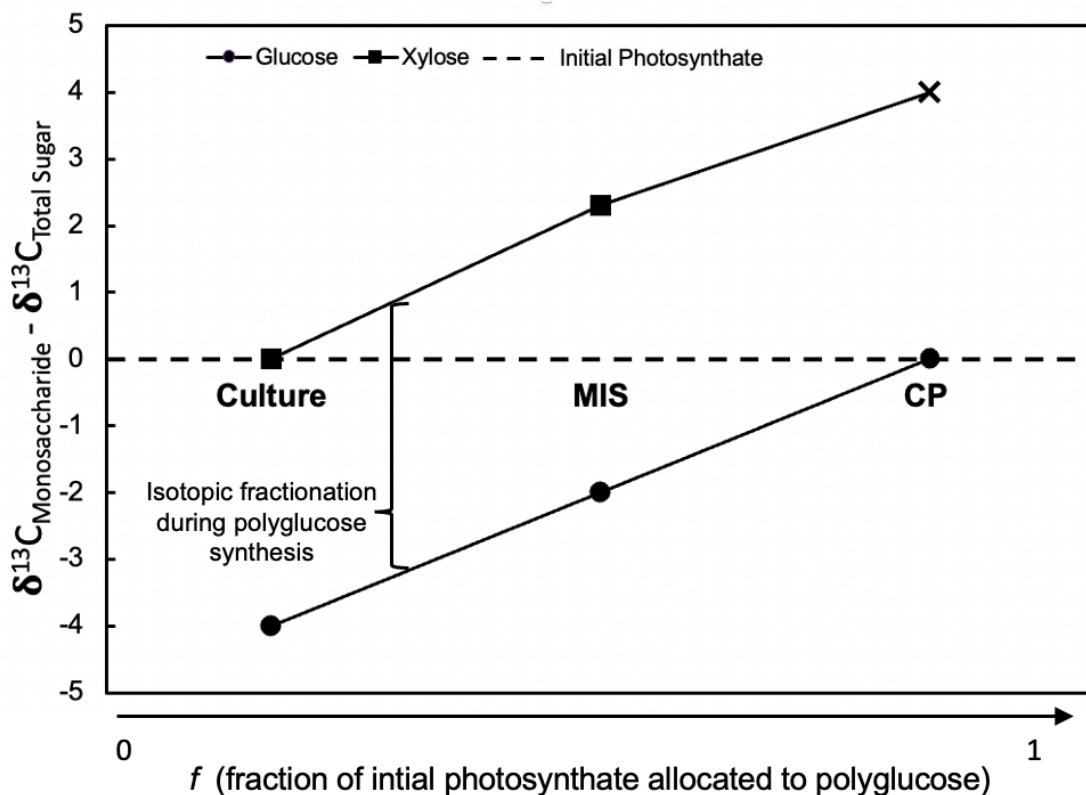 5
Glucose Xylose Initial Photosynthate
4
3
2
1
0
Culture MIS CP
-1
-2
Isotopic fractionation
during polyglucose
synthesis
-3
-4
-5
δ13CMonosaccharide - δ13CTotal Sugar
0 1
f (fraction of intial photosynthate allocated to polyglucose)